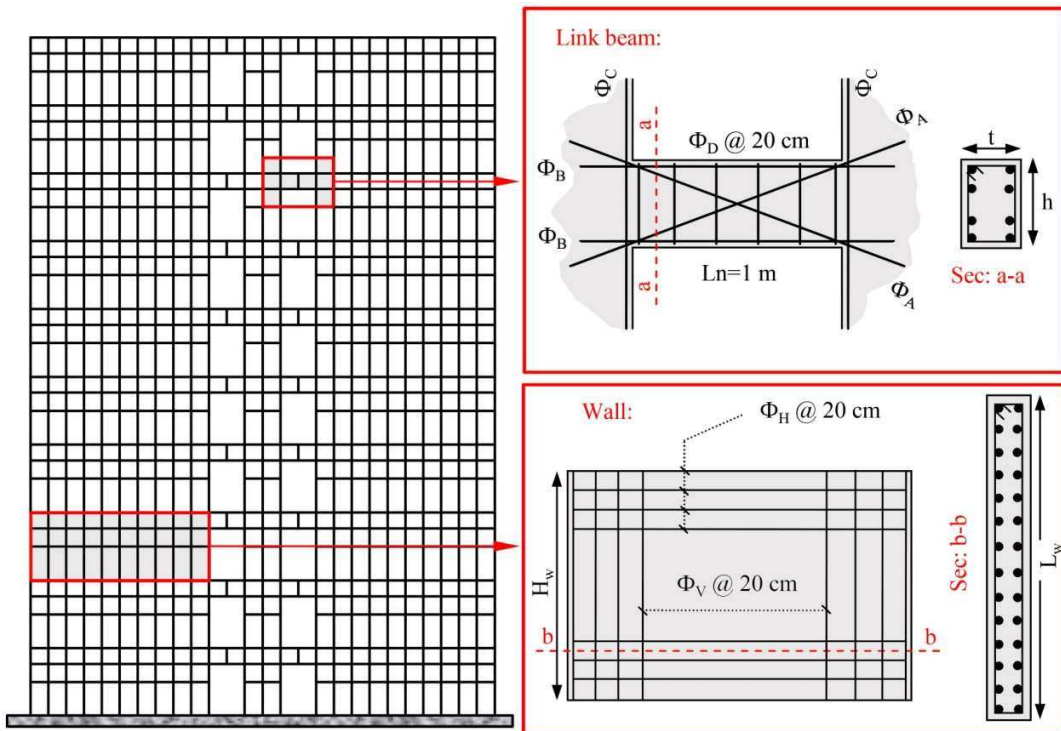 Link beam:
Φ_C
Φ_C
a
Φ_D @ 20 cm
Φ_A
Φ_B
Φ_B
Ln=1 m
a
Φ_A
t
h
Sec: a-a
Wall:
Φ_H @ 20 cm
H_w
Φ_V @ 20 cm
b
b
Sec: b-b
L_w